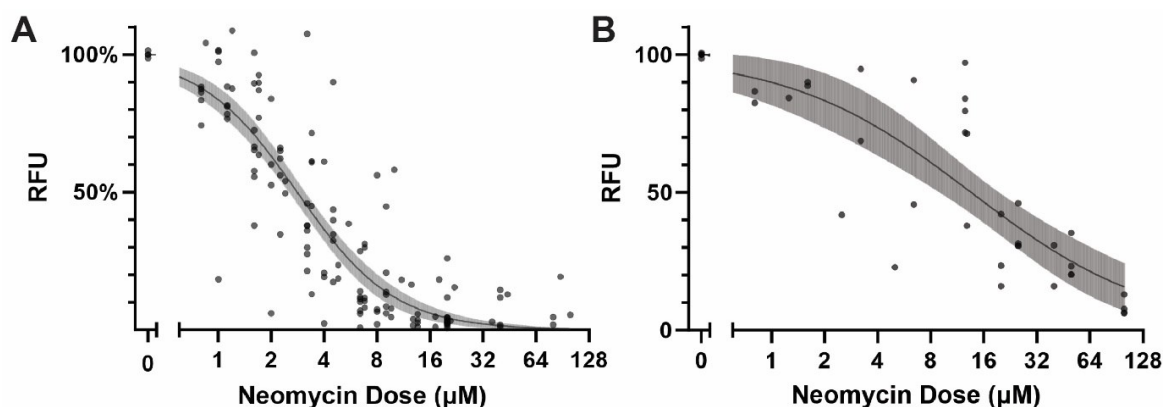 A
100%
50%
RFU
0 1 2 4 8 16 32 64 128
Neomycin Dose (µM)
B
100
50
0
RFU
0 1 2 4 8 16 32 64 128
Neomycin Dose (µM)